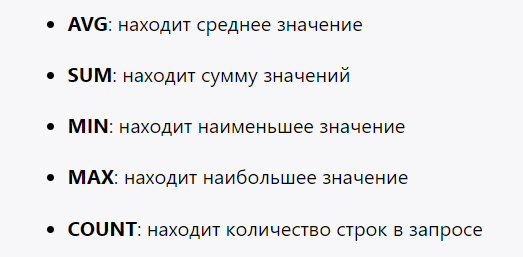 • AVG: находит среднее значение
• SUM: находит сумму значений
• MIN: находит наименьшее значение
• MAX: находит наибольшее значение
• COUNT: находит количество строк в запросе